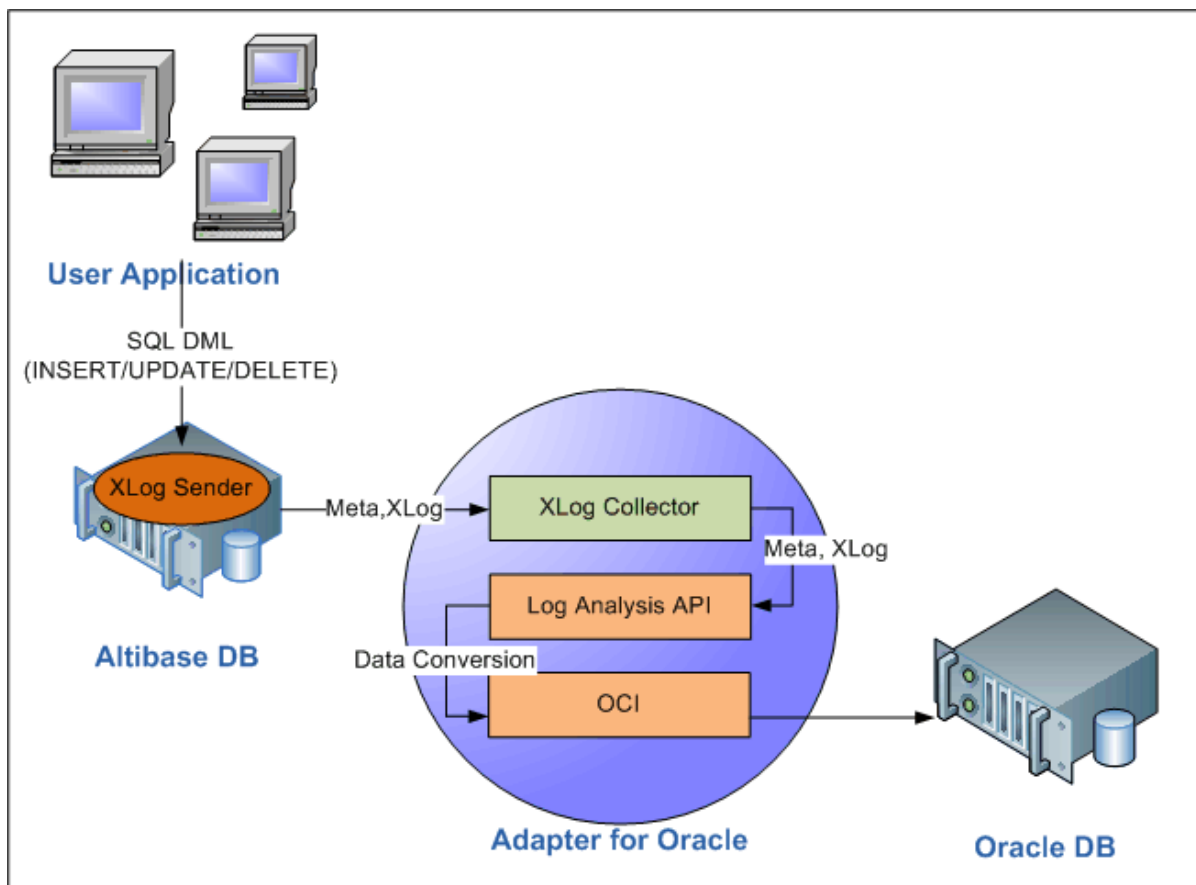 User Application
SQL DML
(INSERT/UPDATE/DELETE)
XLog Sender
Meta,XLog
XLog Collector
Meta, XLog
Log Analysis API
Data Conversion
OCI
Altibase DB
Adapter for Oracle
Oracle DB